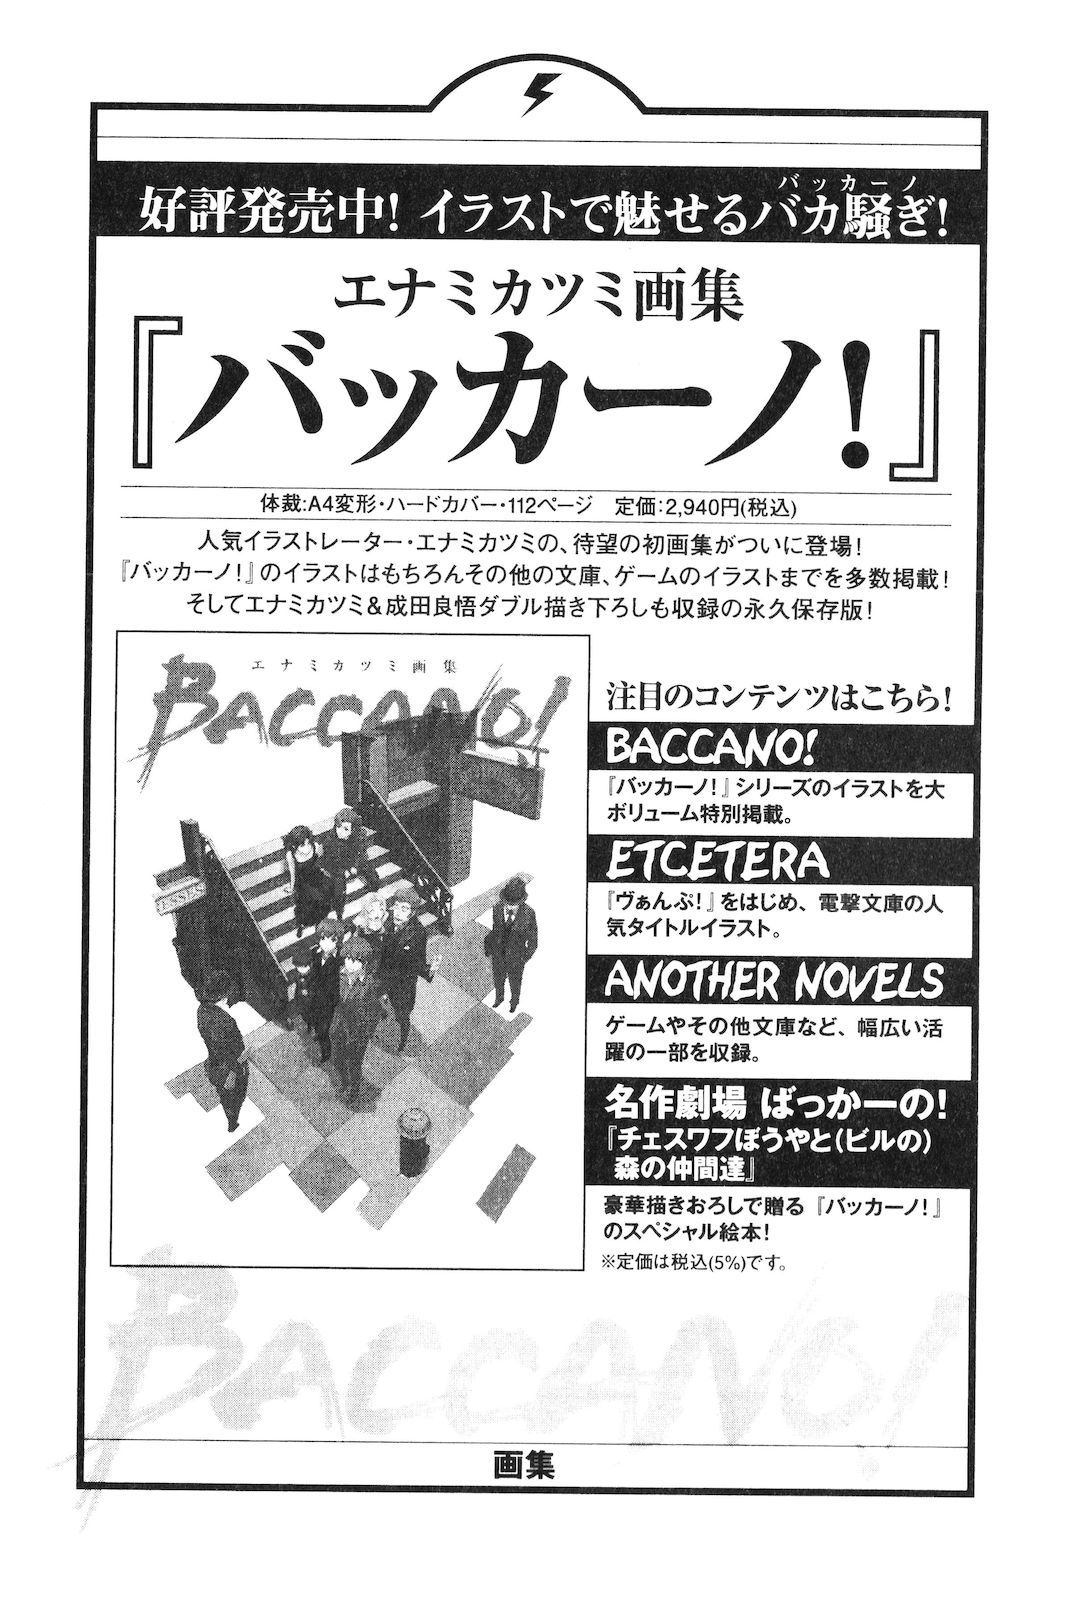 好評発売中! イラストで魅せるバカ騒ぎ!
バッカーノ
エナミカツミ画集
『バッカーノ!』
体裁:A4変形・ハードカバー・112ページ 定価:2,940円(税込)
人気イラストレーター・エナミカツミの、待望の初画集がついに登場!
『バッカーノ!』のイラストはもちろんその他の文庫、ゲームのイラストまでを多数掲載!
そしてエナミカツミ&成田良悟ダブル描き下ろしも収録の永久保存版!
エナミカツミ画集
BACCANO!
注目のコンテンツはこちら!
BACCANO!
『バッカーノ!』シリーズのイラストを大
ボリューム特別掲載。
ETCETERA
『ヴぁんぷ!』をはじめ、電撃文庫の人
気タイトルイラスト。
ANOTHER NOVELS
ゲームやその他文庫など、幅広い活
躍の一部を収録。
名作劇場 ばっかーの!
『チェスワフぼうやと(ビルの)
森の仲間達』
豪華描きおろしで贈る『バッカーノ!』
のスペシャル絵本!
※定価は税込(5%)です。
BACCANO!
画集